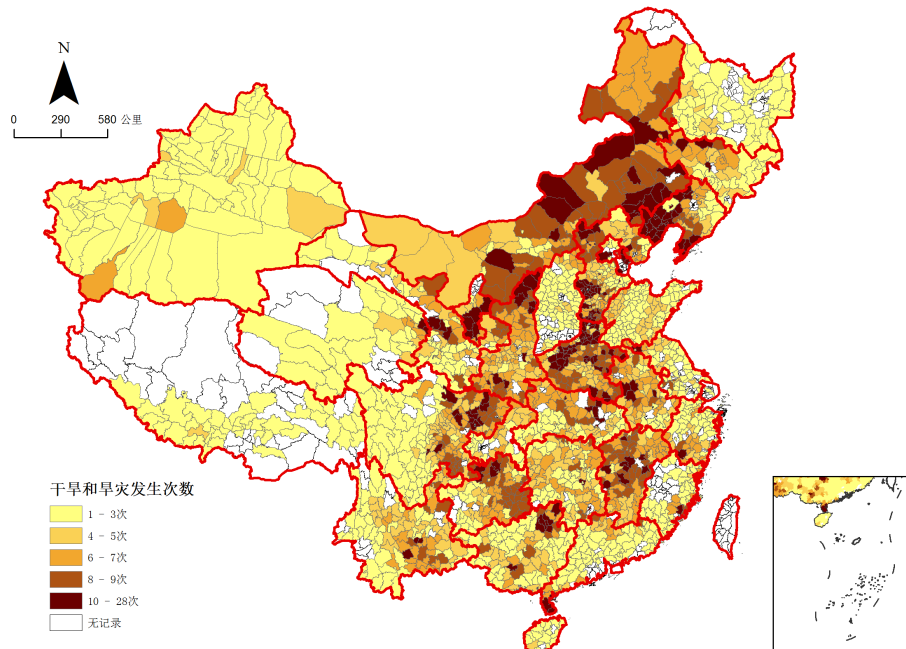 N
0 290 580 公里
干旱和旱灾发生次数
1 - 3次
4 - 5次
6 - 7次
8 - 9次
10 - 28次
无记录